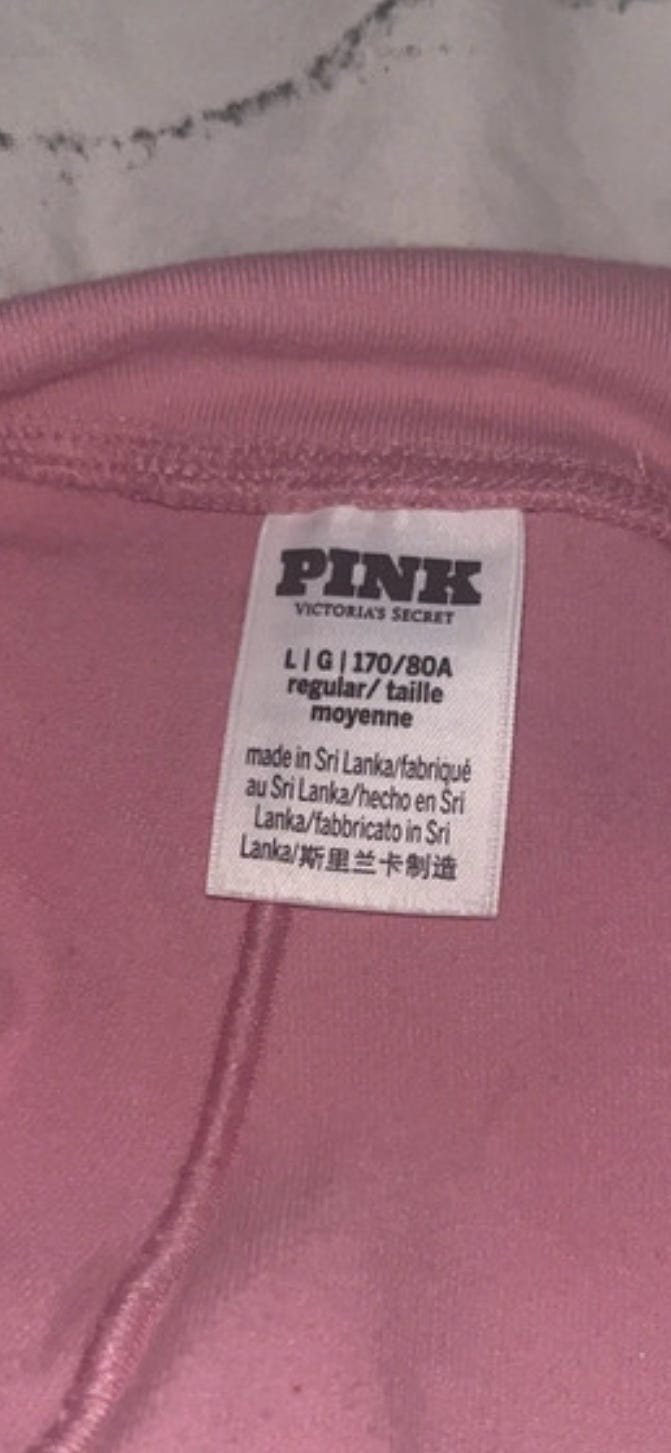 PINK
VICTORIA'S SECRET
L | G | 170/80A
regular/ taille
moyenne
made in Sri Lanka/fabriqué
au Sri Lanka/hecho en Sri
Lanka/fabbricato in Sri
Lanka/斯里兰卡制造